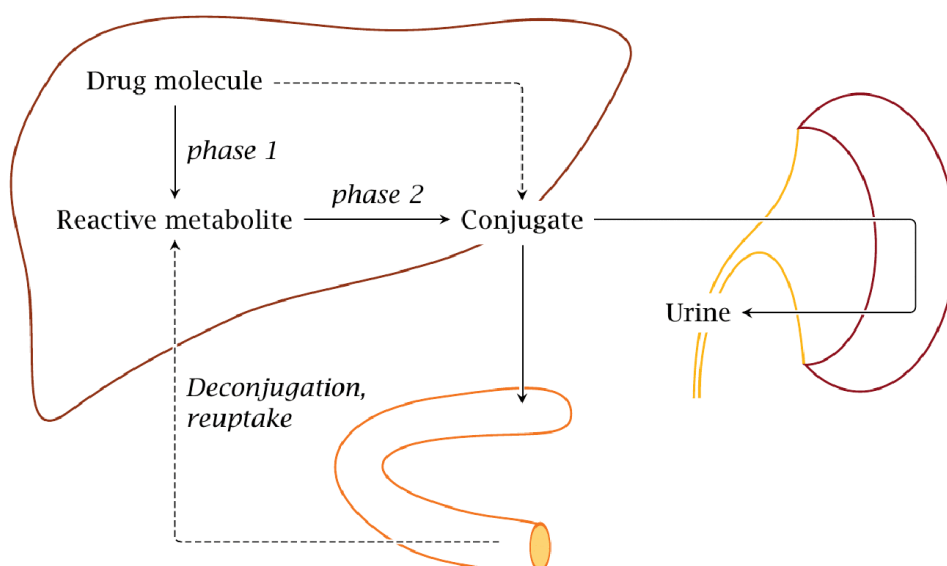 Drug molecule
phase 1
phase 2
Reactive metabolite
Conjugate
Urine
Deconjugation,
reuptake